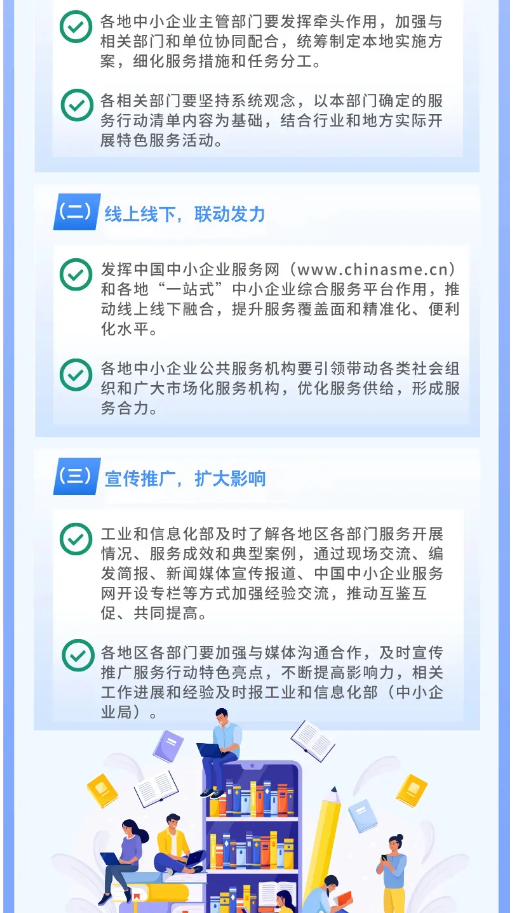 各地中小企业主管部门要发挥牵头作用，加强与
相关部门和单位协同配合，统筹制定本地实施方
案，细化服务措施和任务分工。
各相关部门要坚持系统观念，以本部门确定的服
务行动清单内容为基础，结合行业和地方实际开
展特色服务活动。
（二） 线上线下，联动发力
发挥中国中小企业服务网（www.chinasme.cn）
和各地“一站式”中小企业综合服务平台作用，推
动线上线下融合，提升服务覆盖面和精准化、便利
化水平。
各地中小企业公共服务机构要引领带动各类社会组
织和广大市场化服务机构，优化服务供给，形成服
务合力。
（三） 宣传推广，扩大影响
工业和信息化部及时了解各地区各部门服务开展
情况、服务成效和典型案例，通过现场交流、编
发简报、新闻媒体宣传报道、中国中小企业服务
网开设专栏等方式加强经验交流，推动互鉴互
促、共同提高。
各地区各部门要加强与媒体沟通合作，及时宣传
推广服务行动特色亮点，不断提高影响力，相关
工作进展和经验及时报工业和信息化部（中小企
业局）。